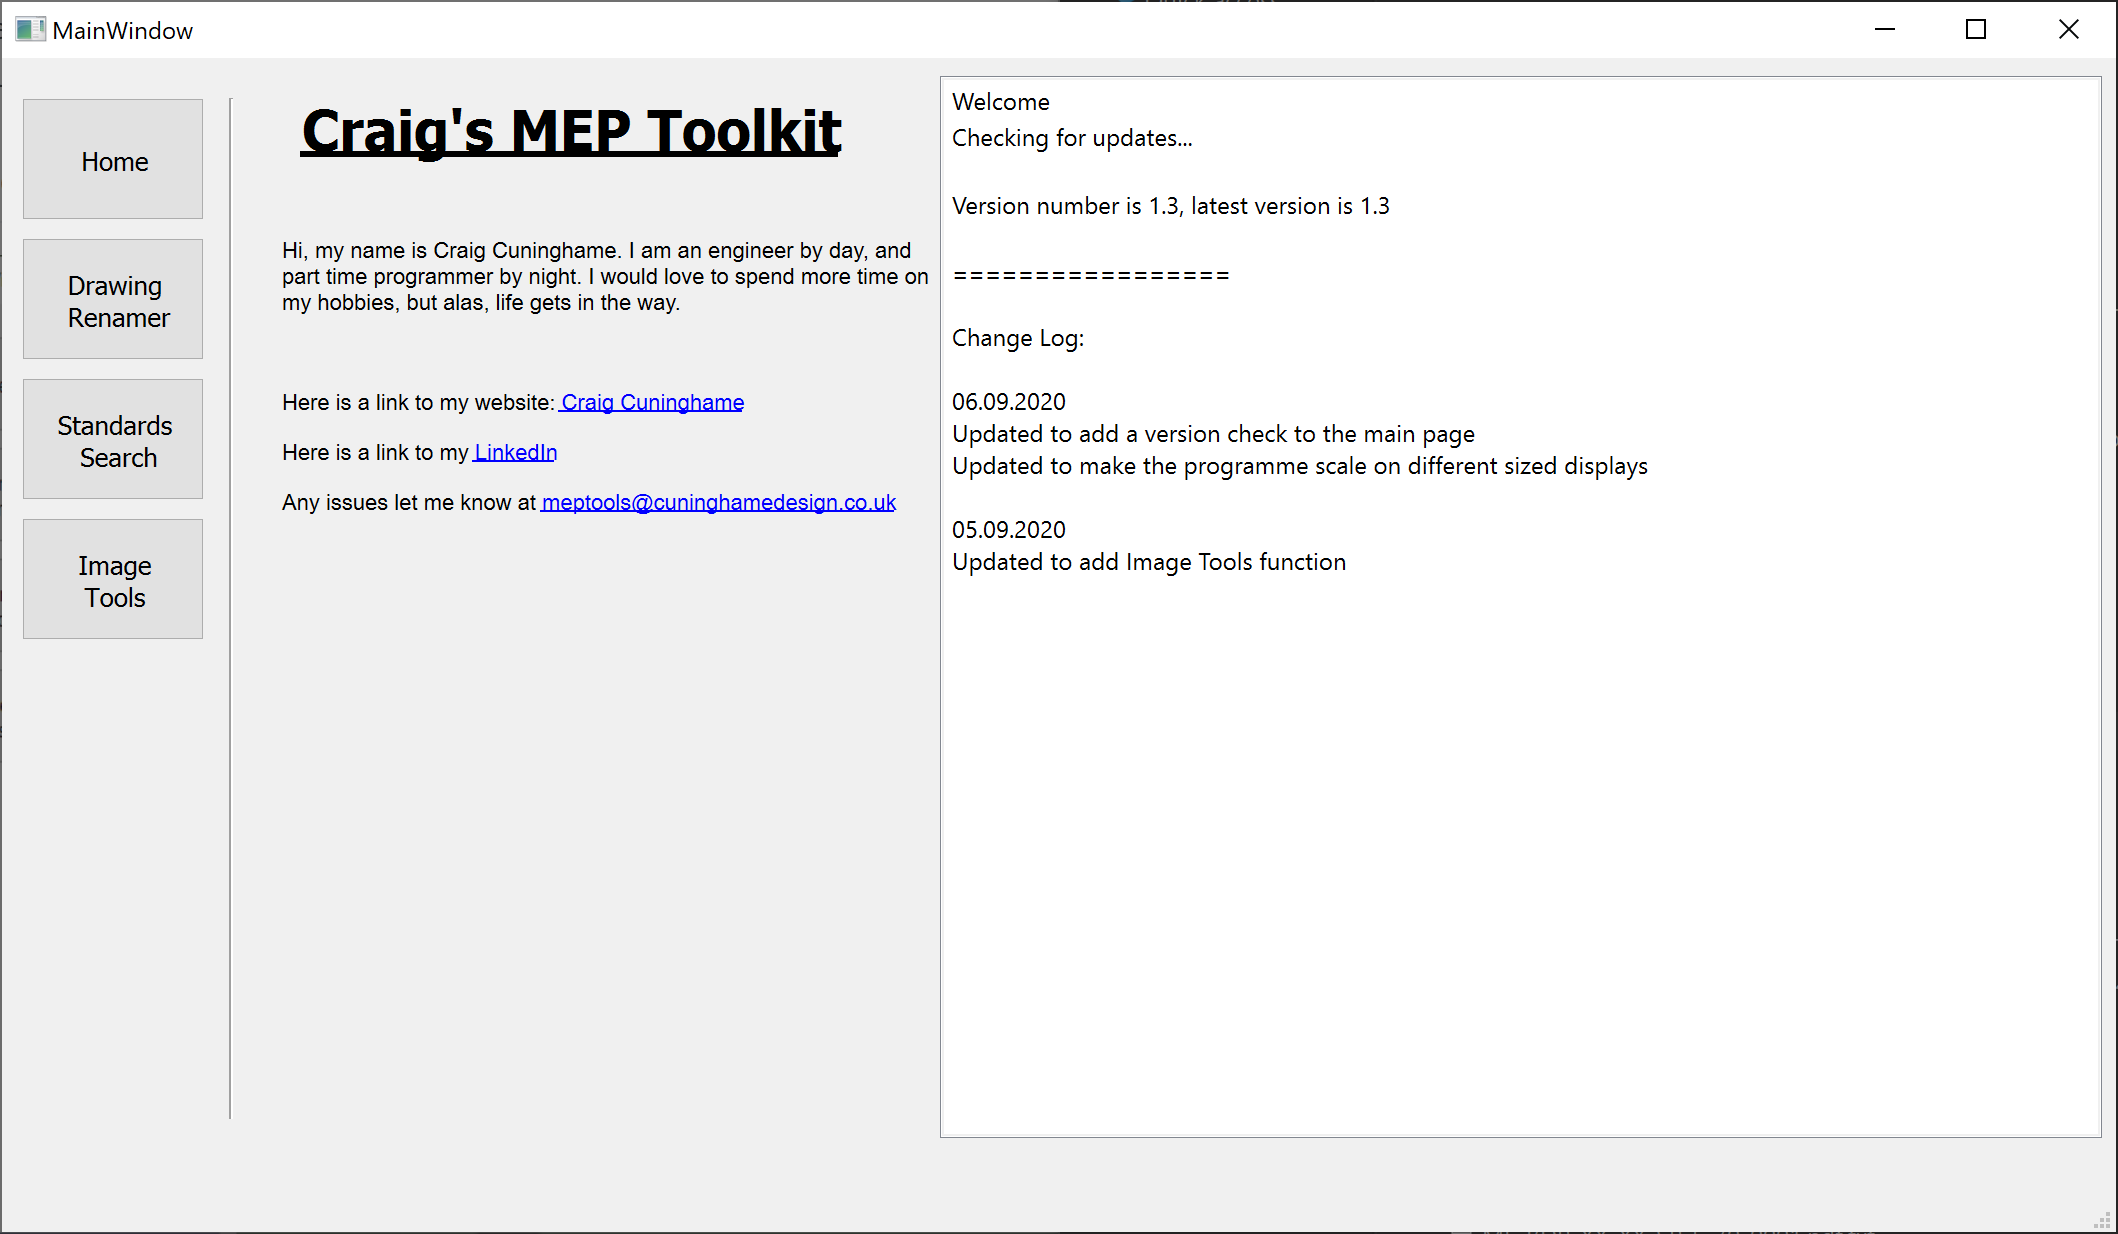 MainWindow
Home
Drawing
Renamer
Standards
Search
Image
Tools
Craig's MEP Toolkit
Hi, my name is Craig Cuninghame. I am an engineer by day, and
part time programmer by night. I would love to spend more time on
my hobbies, but alas, life gets in the way.
Here is a link to my website: Craig Cuninghame
Here is a link to my LinkedIn
Any issues let me know at meptools@cuninghamedesign.co.uk
Welcome
Checking for updates...
Version number is 1.3, latest version is 1.3
=================
Change Log:
06.09.2020
Updated to add a version check to the main page
Updated to make the programme scale on different sized displays
05.09.2020
Updated to add Image Tools function